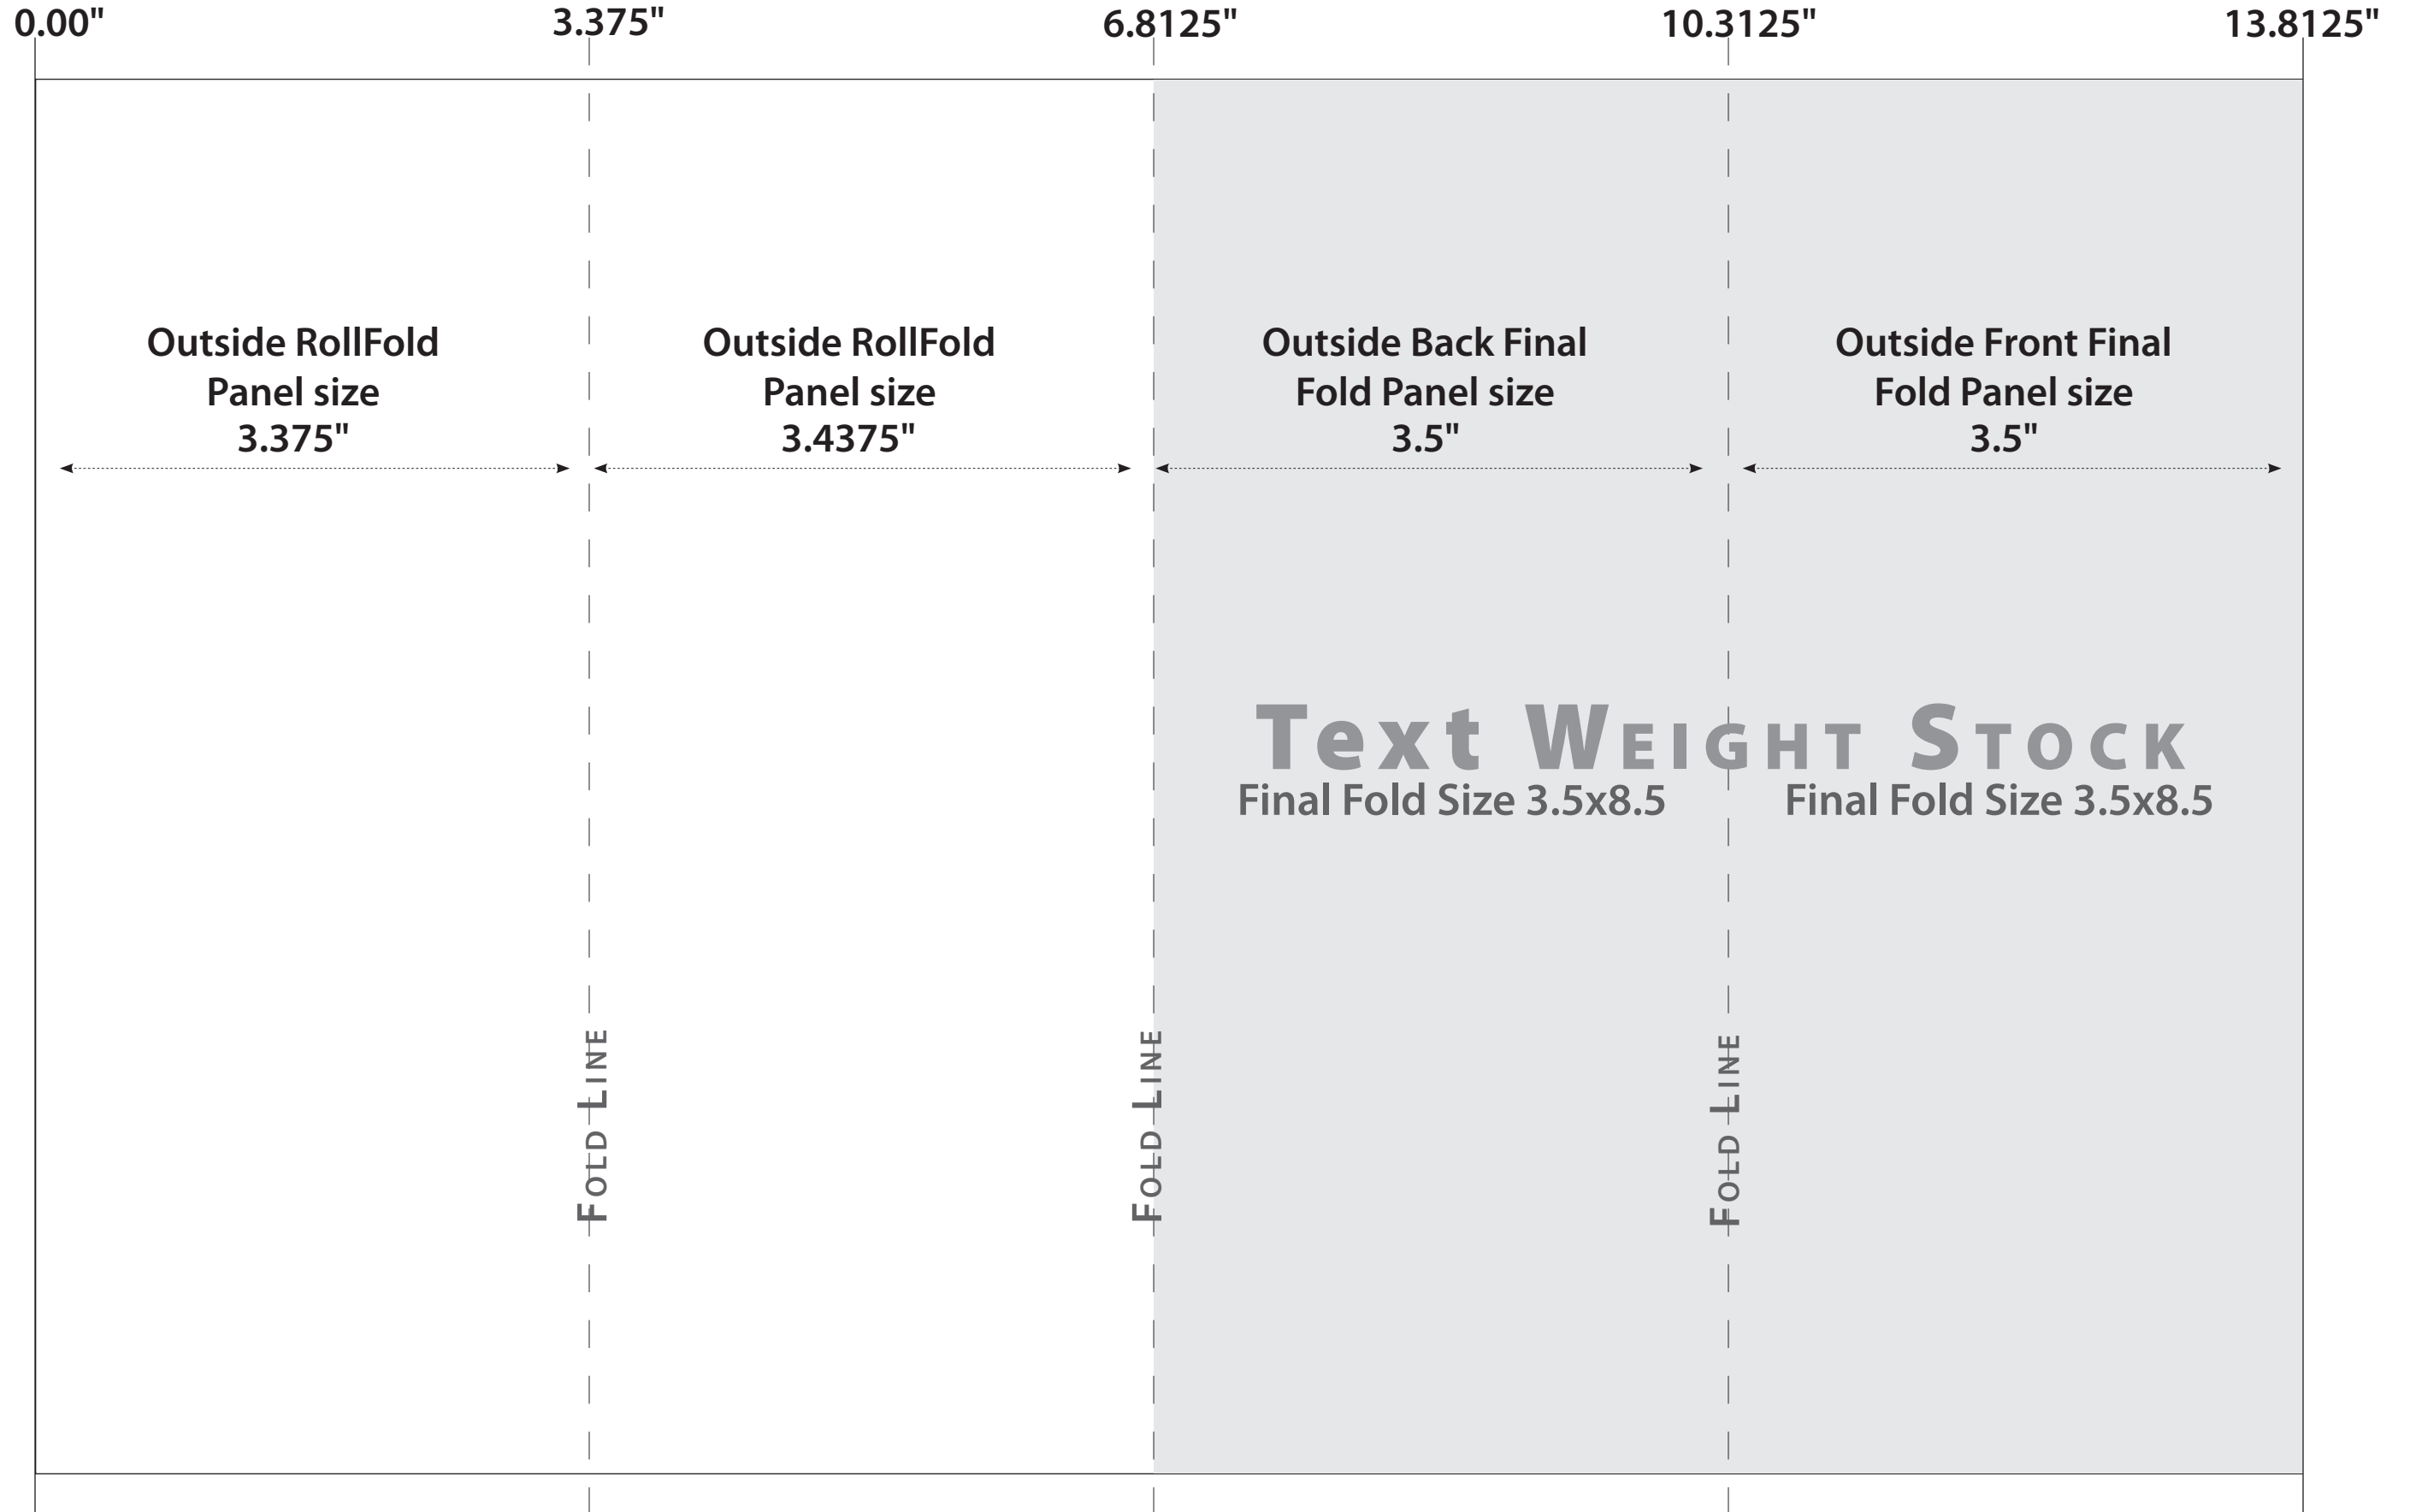 0.00"
3.375"
6.8125"
10.3125"
13.8125"
Outside RollFold
Panel size
3.375"
Outside RollFold
Panel size
3.4375"
Outside Back Final
Fold Panel size
3.5"
Outside Front Final
Fold Panel size
3.5"
Text Weight Stock
Final Fold Size 3.5x8.5
Final Fold Size 3.5x8.5
Fold Line
Fold Line
Fold Line